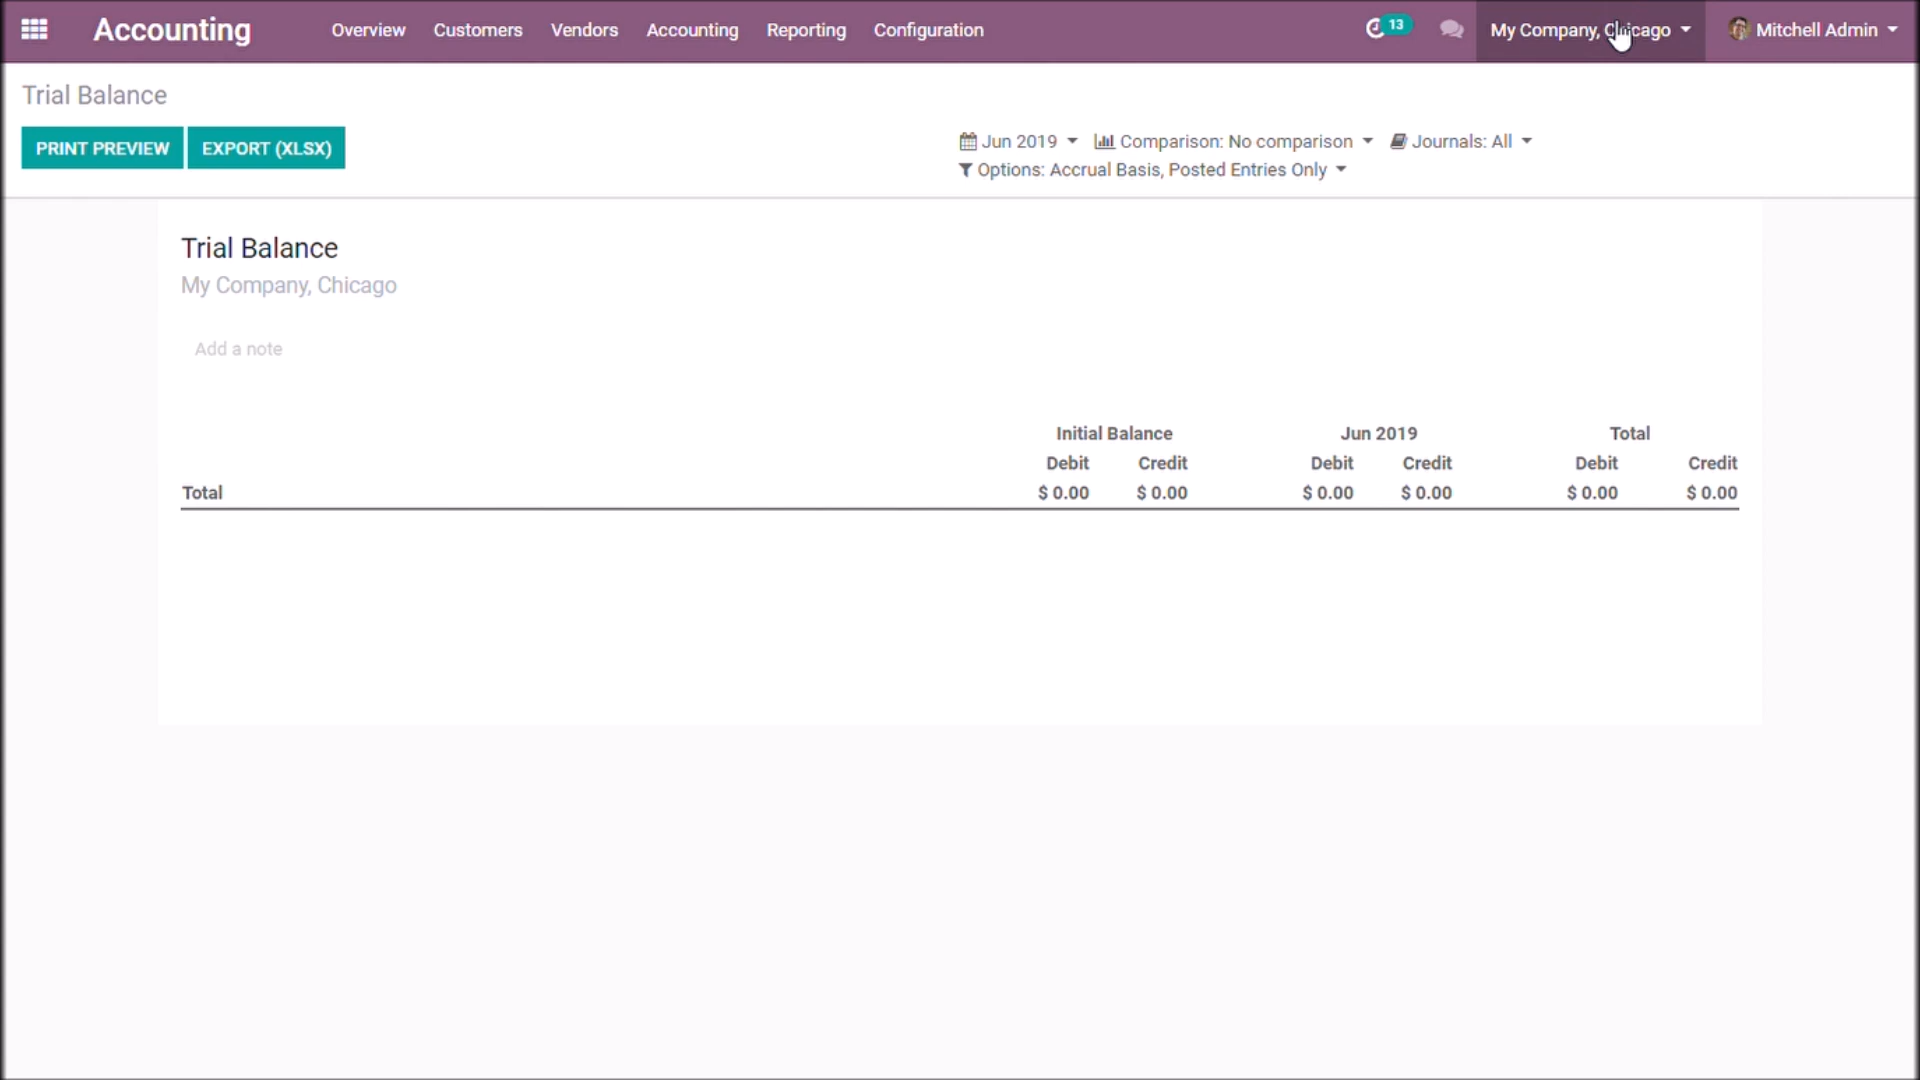 Accounting Overview Customers Vendors Accounting Reporting Configuration 13 My Company, Chicago Mitchell Admin
Trial Balance
PRINT PREVIEW EXPORT (XLSX) Jun 2019 Comparison: No comparison Journals: All
Options: Accrual Basis, Posted Entries Only
Trial Balance
My Company, Chicago
Add a note
Initial Balance Jun 2019 Total
Debit Credit Debit Credit Debit Credit
Total $ 0.00 $ 0.00 $ 0.00 $ 0.00 $ 0.00 $ 0.00